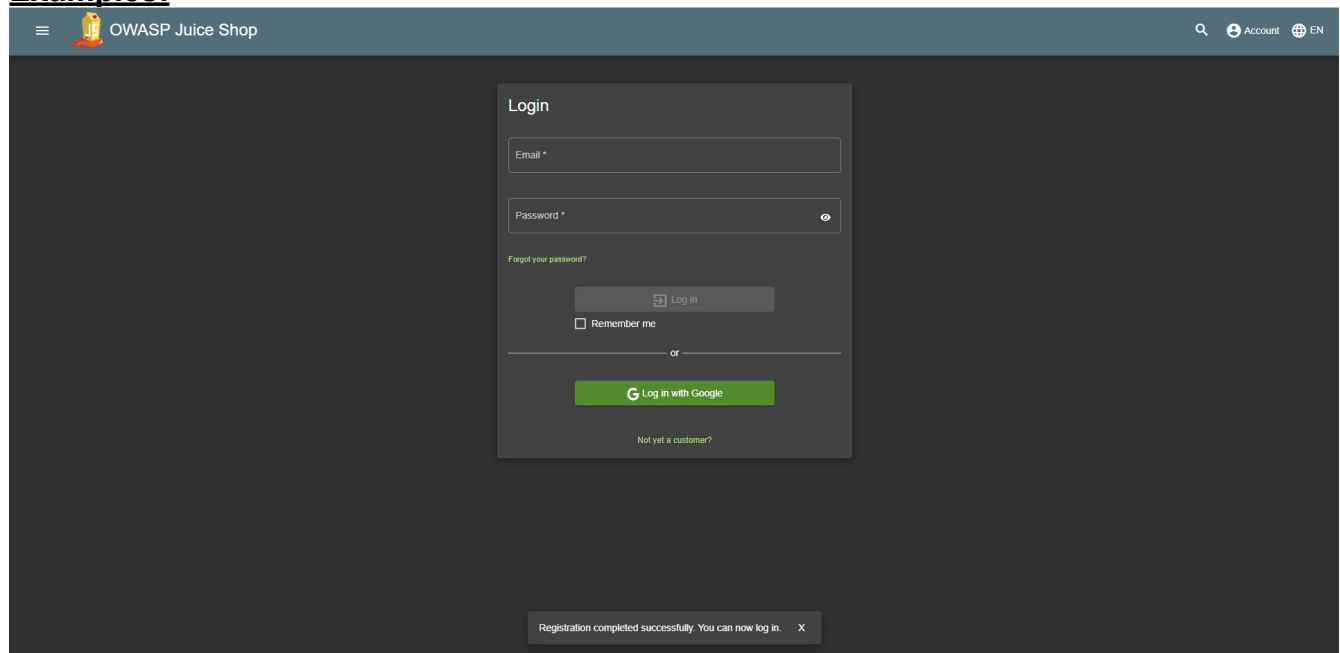 Examples:
OWASP Juice Shop
Account EN
Login
Email *
Password *
Forgot your password?
Log in
Remember me
or
G Log in with Google
Not yet a customer?
Registration completed successfully. You can now log in. X